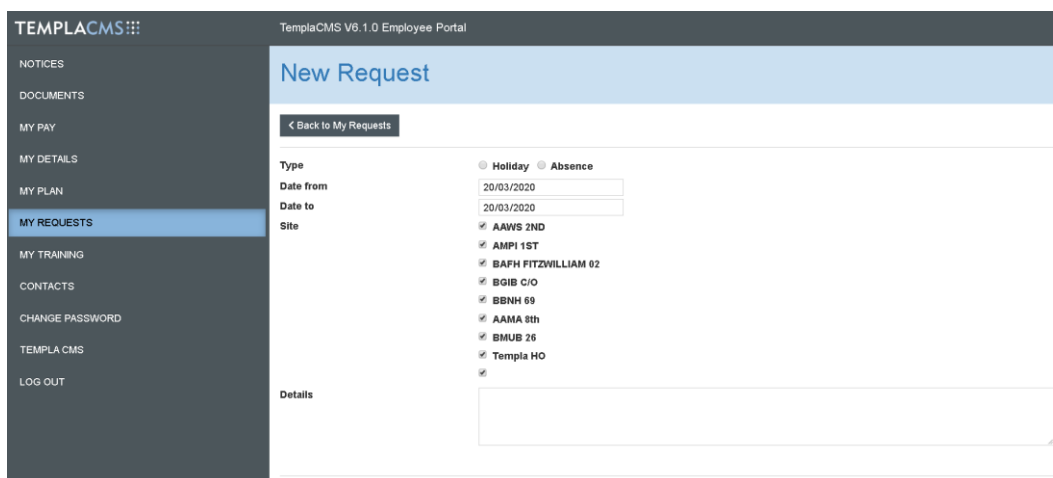 TEMPLACMS
TemplaCMS V6.1.0 Employee Portal
NOTICES
DOCUMENTS
MY PAY
MY DETAILS
MY PLAN
MY REQUESTS
MY TRAINING
CONTACTS
CHANGE PASSWORD
TEMPLA CMS
LOG OUT
New Request
Back to My Requests
Type Holiday Absence
Date from 20/03/2020
Date to 20/03/2020
Site AAWS 2ND
AMPI 1ST
BAFH FITZWILLIAM 02
BGIB C/O
BBNH 69
AAMA 8th
BMUB 26
Templa HO
Details